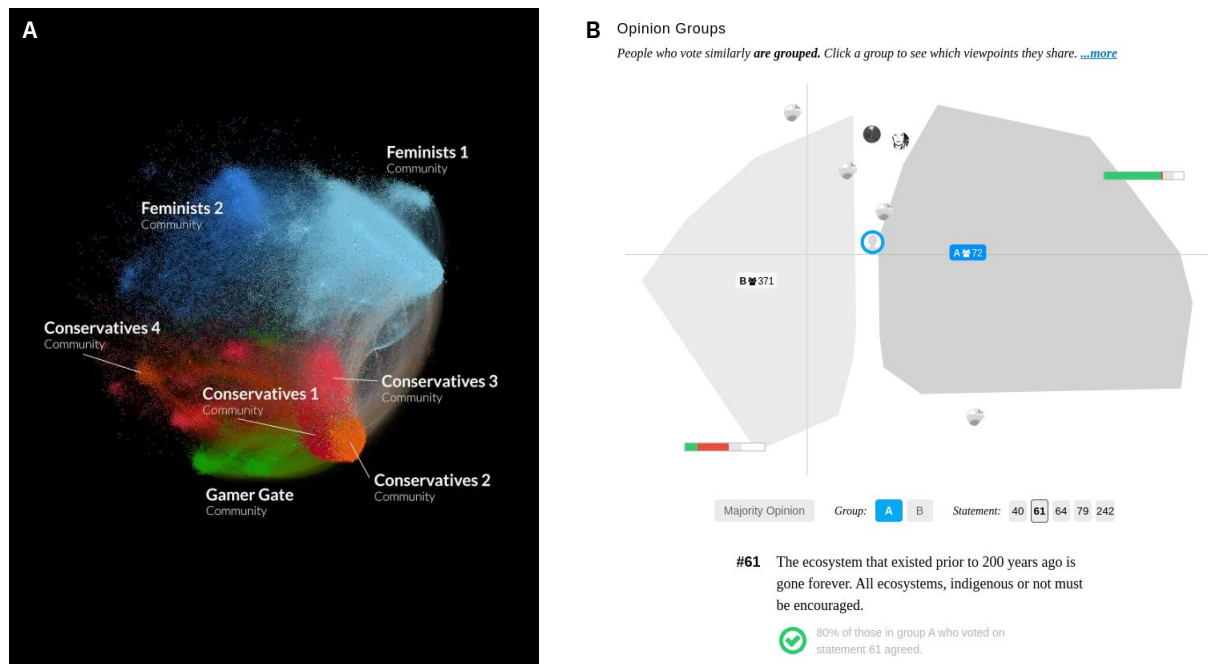 A
Feminists 1
Community
Feminists 2
Community
Conservatives 4
Community
Conservatives 3
Community
Conservatives 1
Community
Conservatives 2
Community
Gamer Gate
Community
B
Opinion Groups
People who vote similarly are grouped. Click a group to see which viewpoints they share. ...more
A 72
B 371
Majority Opinion Group: A B Statement: 40 61 64 79 242
#61 The ecosystem that existed prior to 200 years ago is
gone forever. All ecosystems, indigenous or not must
be encouraged.
80% of those in group A who voted on
statement 61 agreed.